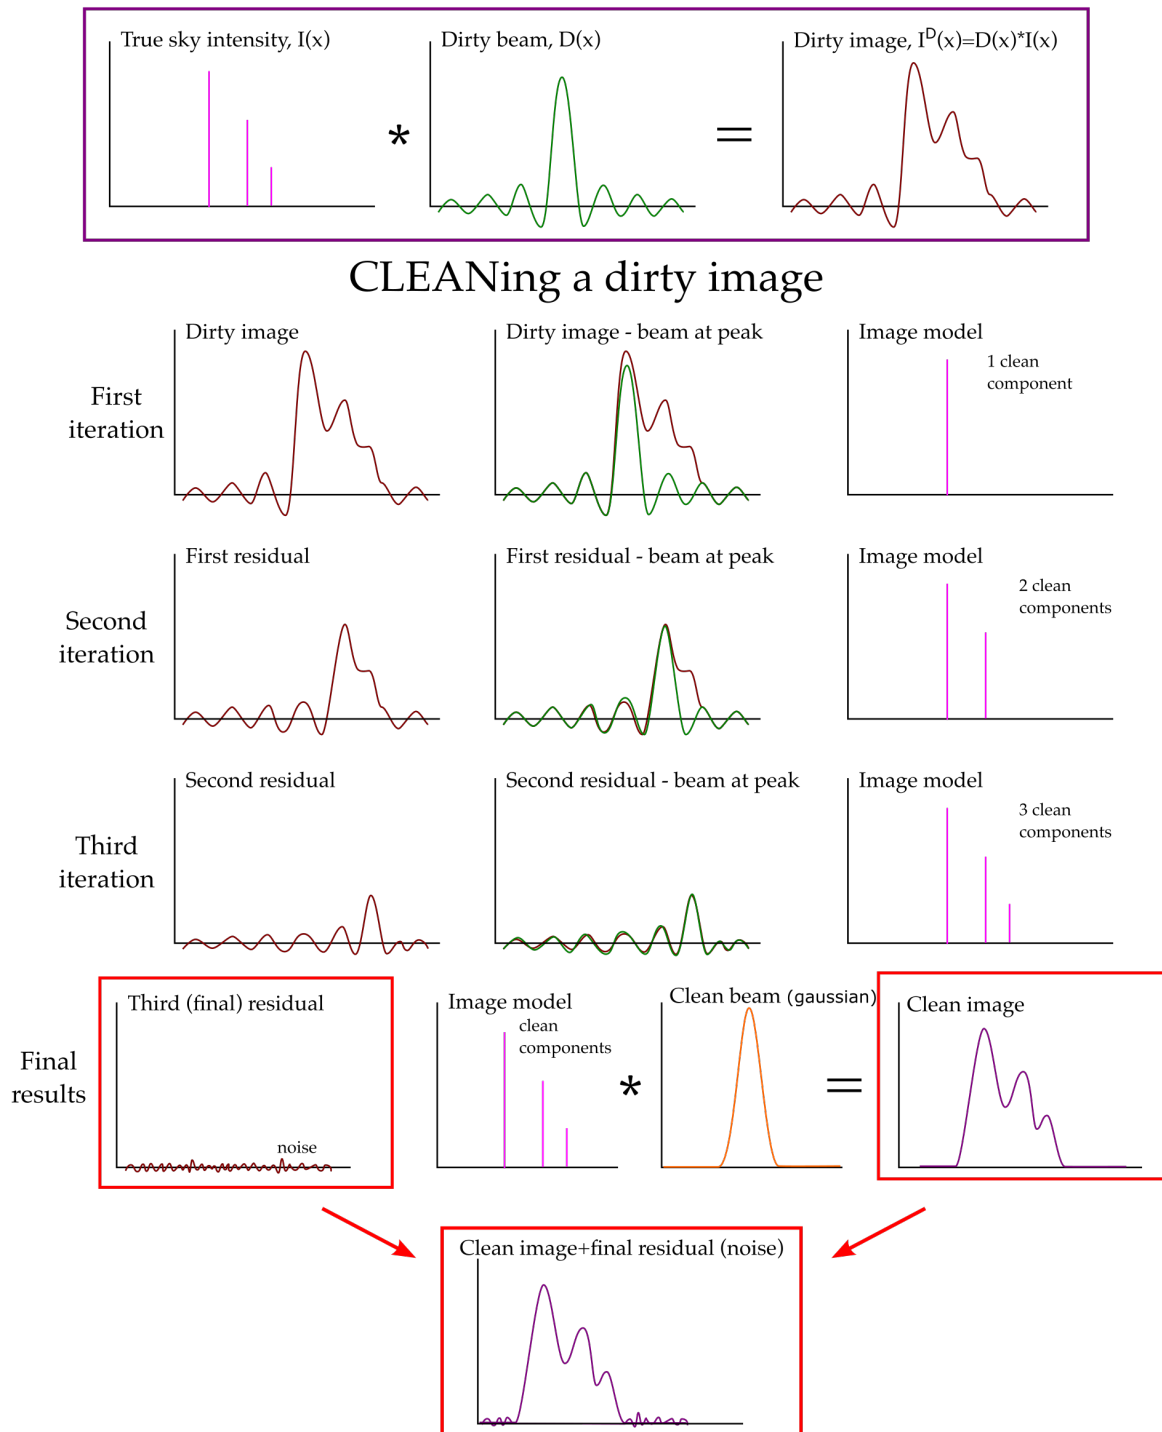 True sky intensity, I(x)
Dirty beam, D(x)
Dirty image, Iᴰ(x)=D(x)*I(x)
*
=
CLEANing a dirty image
First
iteration
Dirty image
Dirty image - beam at peak
Image model
1 clean
component
Second
iteration
First residual
First residual - beam at peak
Image model
2 clean
components
Third
iteration
Second residual
Second residual - beam at peak
Image model
3 clean
components
Final
results
Third (final) residual
noise
Image model
clean
components
*
Clean beam (gaussian)
=
Clean image
Clean image+final residual (noise)